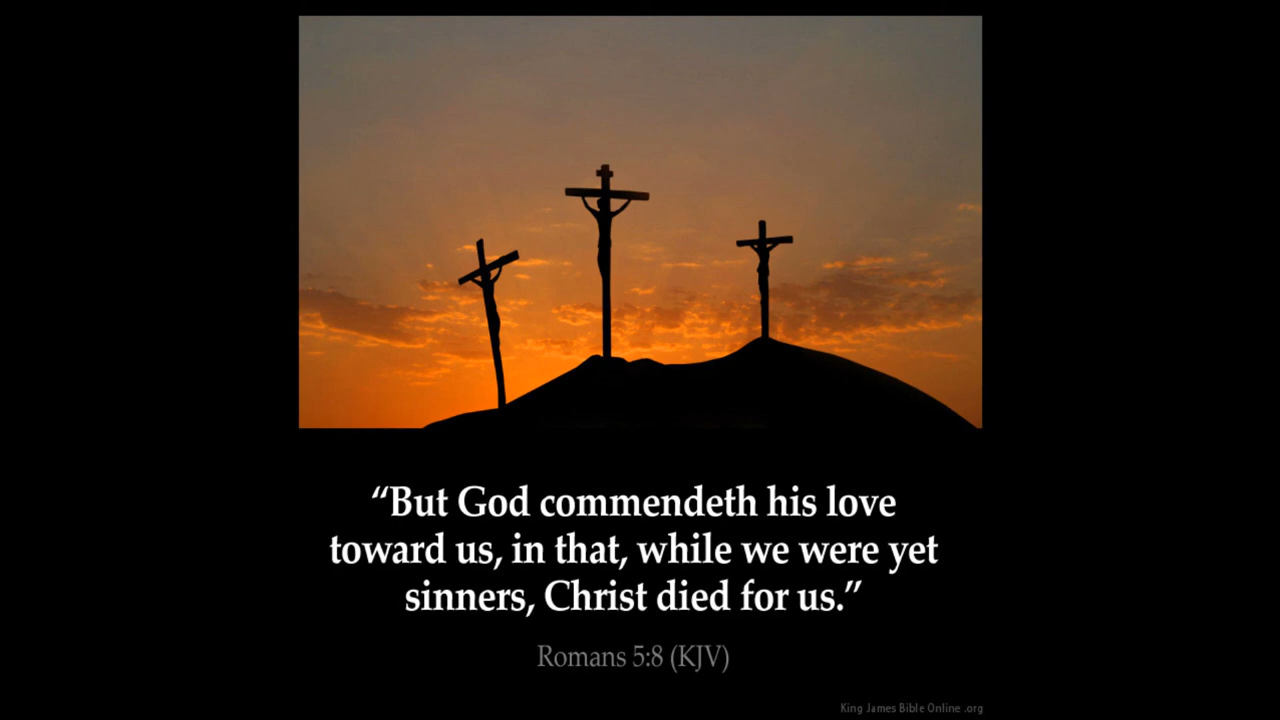 “But God commendeth his love
toward us, in that, while we were yet
sinners, Christ died for us.”
Romans 5:8 (KJV)
King James Bible Online .org